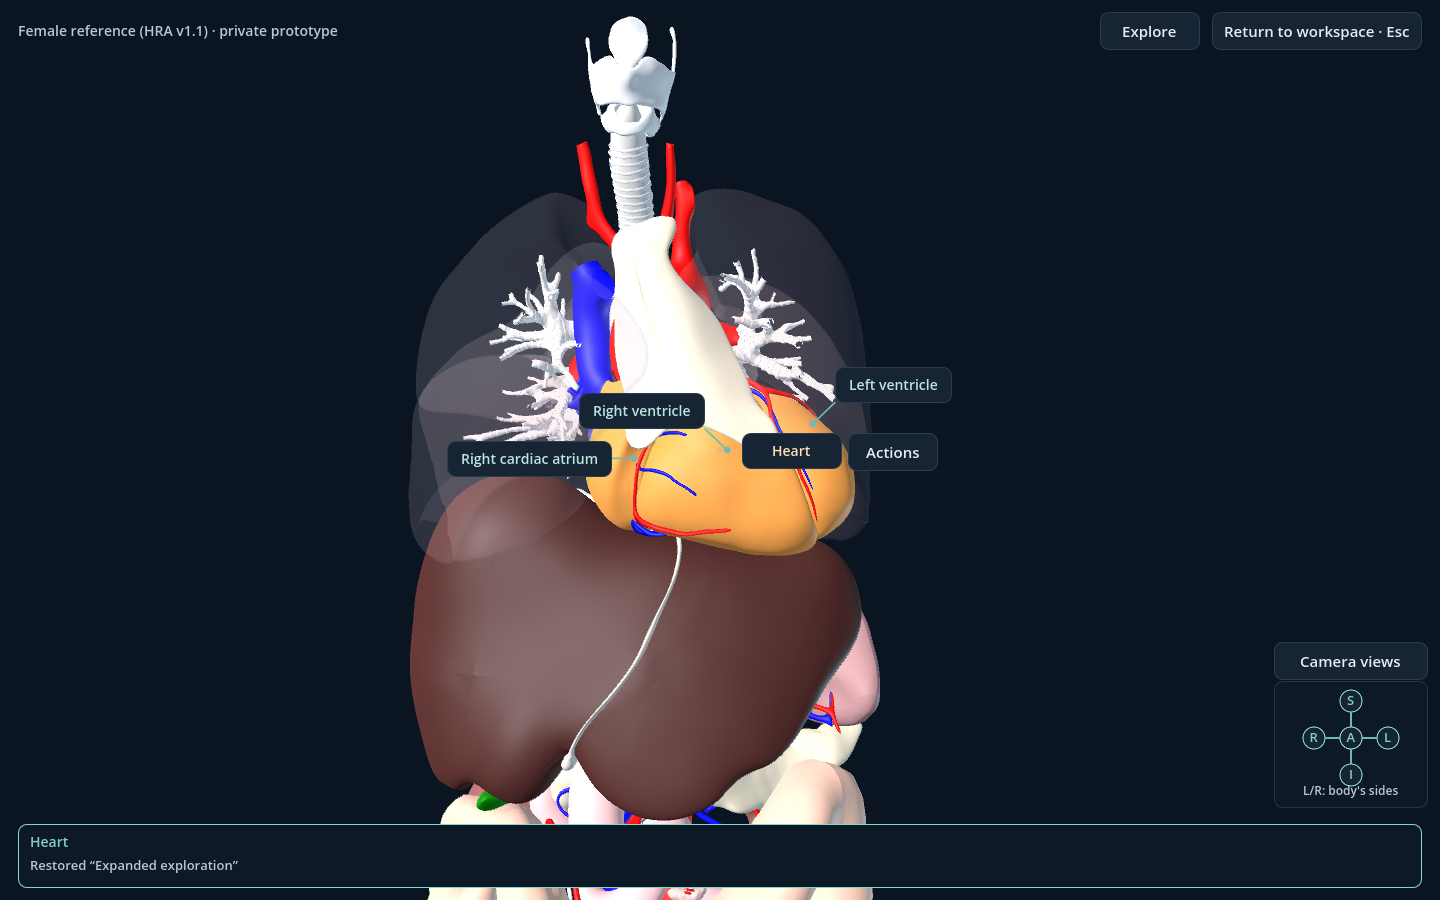 Female reference (HRA v1.1) · private prototype
Explore
Return to workspace · Esc
Left ventricle
Right ventricle
Heart
Actions
Right cardiac atrium
Camera views
S
R
A
L
I
L/R: body's sides
Heart
Restored “Expanded exploration”